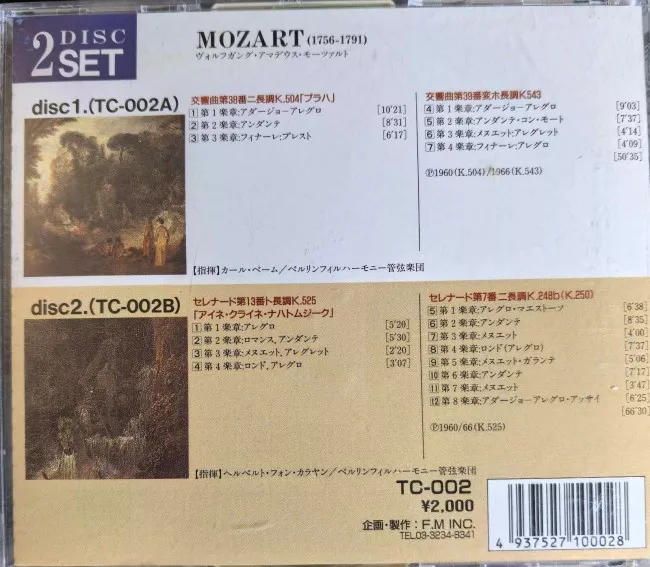 2 DISC SET
MOZART (1756-1791)
ヴォルフガング・アマデウス・モーツァルト
disc1.(TC-002A)
交響曲第38番ニ長調K.504「プラハ」
1 第1楽章:アダージョ−アレグロ [10'21]
2 第2楽章:アンダンテ [8'31]
3 第3楽章:フィナーレ:プレスト [6'17]
交響曲第39番変ホ長調K.543
4 第1楽章:アダージョ−アレグロ [9'03]
5 第2楽章:アンダンテ・コン・モート [7'37]
6 第3楽章:メヌエット:アレグレット [4'14]
7 第4楽章:フィナーレ:アレグロ [4'09]
[50'35]
Ⓟ1960(K.504)/1966(K.543)
【指揮】カール・ベーム/ベルリンフィルハーモニー管弦楽団
disc2.(TC-002B)
セレナード第13番ト長調K.525
「アイネ・クライネ・ナハトムジーク」
1 第1楽章:アレグロ [5'20]
2 第2楽章:ロマンス、アンダンテ [5'30]
3 第3楽章:メヌエット、アレグレット [2'20]
4 第4楽章:ロンド、アレグロ [3'07]
セレナード第7番ニ長調K.248b(K.250)
5 第1楽章:アレグロ・マエストーソ [6'38]
6 第2楽章:アンダンテ [8'35]
7 第3楽章:メヌエット [4'00]
8 第4楽章:ロンド(アレグロ) [7'37]
9 第5楽章:メヌエット・ガランテ [5'06]
10 第6楽章:アンダンテ [7'17]
11 第7楽章:メヌエット [3'47]
12 第8楽章:アダージョ−アレグロ・アッサイ [6'25]
[66'30]
Ⓟ1960/66(K.525)
【指揮】ヘルベルト・フォン・カラヤン/ベルリンフィルハーモニー管弦楽団
TC-002
¥2,000
企画・製作:F.M INC.
TEL03-3234-8341
4 937527 100028